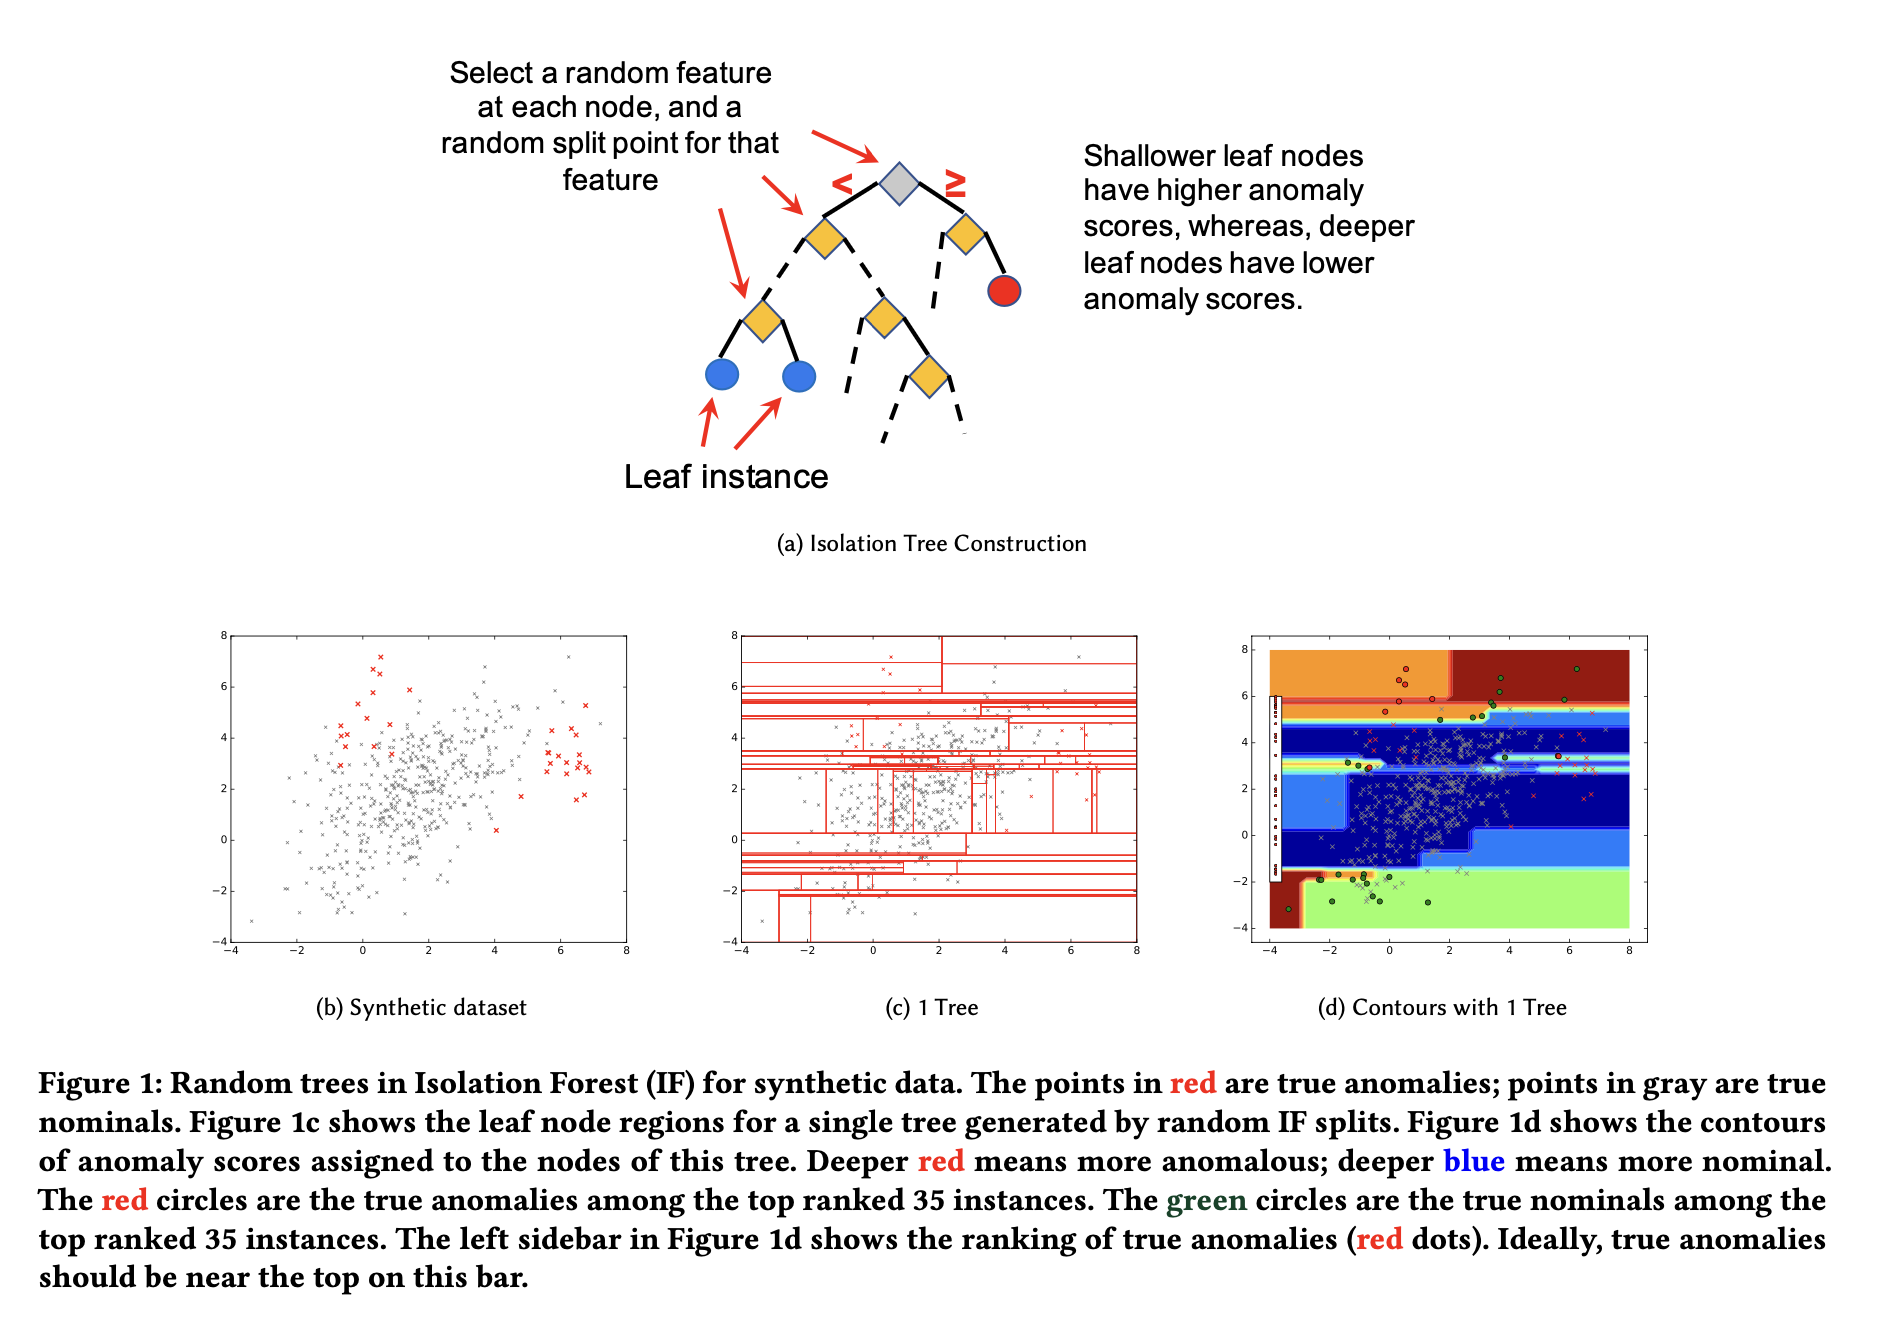 Select a random feature
at each node, and a
random split point for that
feature
<
≥
Shallower leaf nodes
have higher anomaly
scores, whereas, deeper
leaf nodes have lower
anomaly scores.
Leaf instance
(a) Isolation Tree Construction
8
6
4
2
0
−2
−4
−4
−2
0
2
4
6
8
8
6
4
2
0
−2
−4
−4
−2
0
2
4
6
8
8
6
4
2
0
−2
−4
−4
−2
0
2
4
6
8
(b) Synthetic dataset
(c) 1 Tree
(d) Contours with 1 Tree
Figure 1: Random trees in Isolation Forest (IF) for synthetic data. The points in red are true anomalies; points in gray are true
nominals. Figure 1c shows the leaf node regions for a single tree generated by random IF splits. Figure 1d shows the contours
of anomaly scores assigned to the nodes of this tree. Deeper red means more anomalous; deeper blue means more nominal.
The red circles are the true anomalies among the top ranked 35 instances. The green circles are the true nominals among the
top ranked 35 instances. The left sidebar in Figure 1d shows the ranking of true anomalies (red dots). Ideally, true anomalies
should be near the top on this bar.